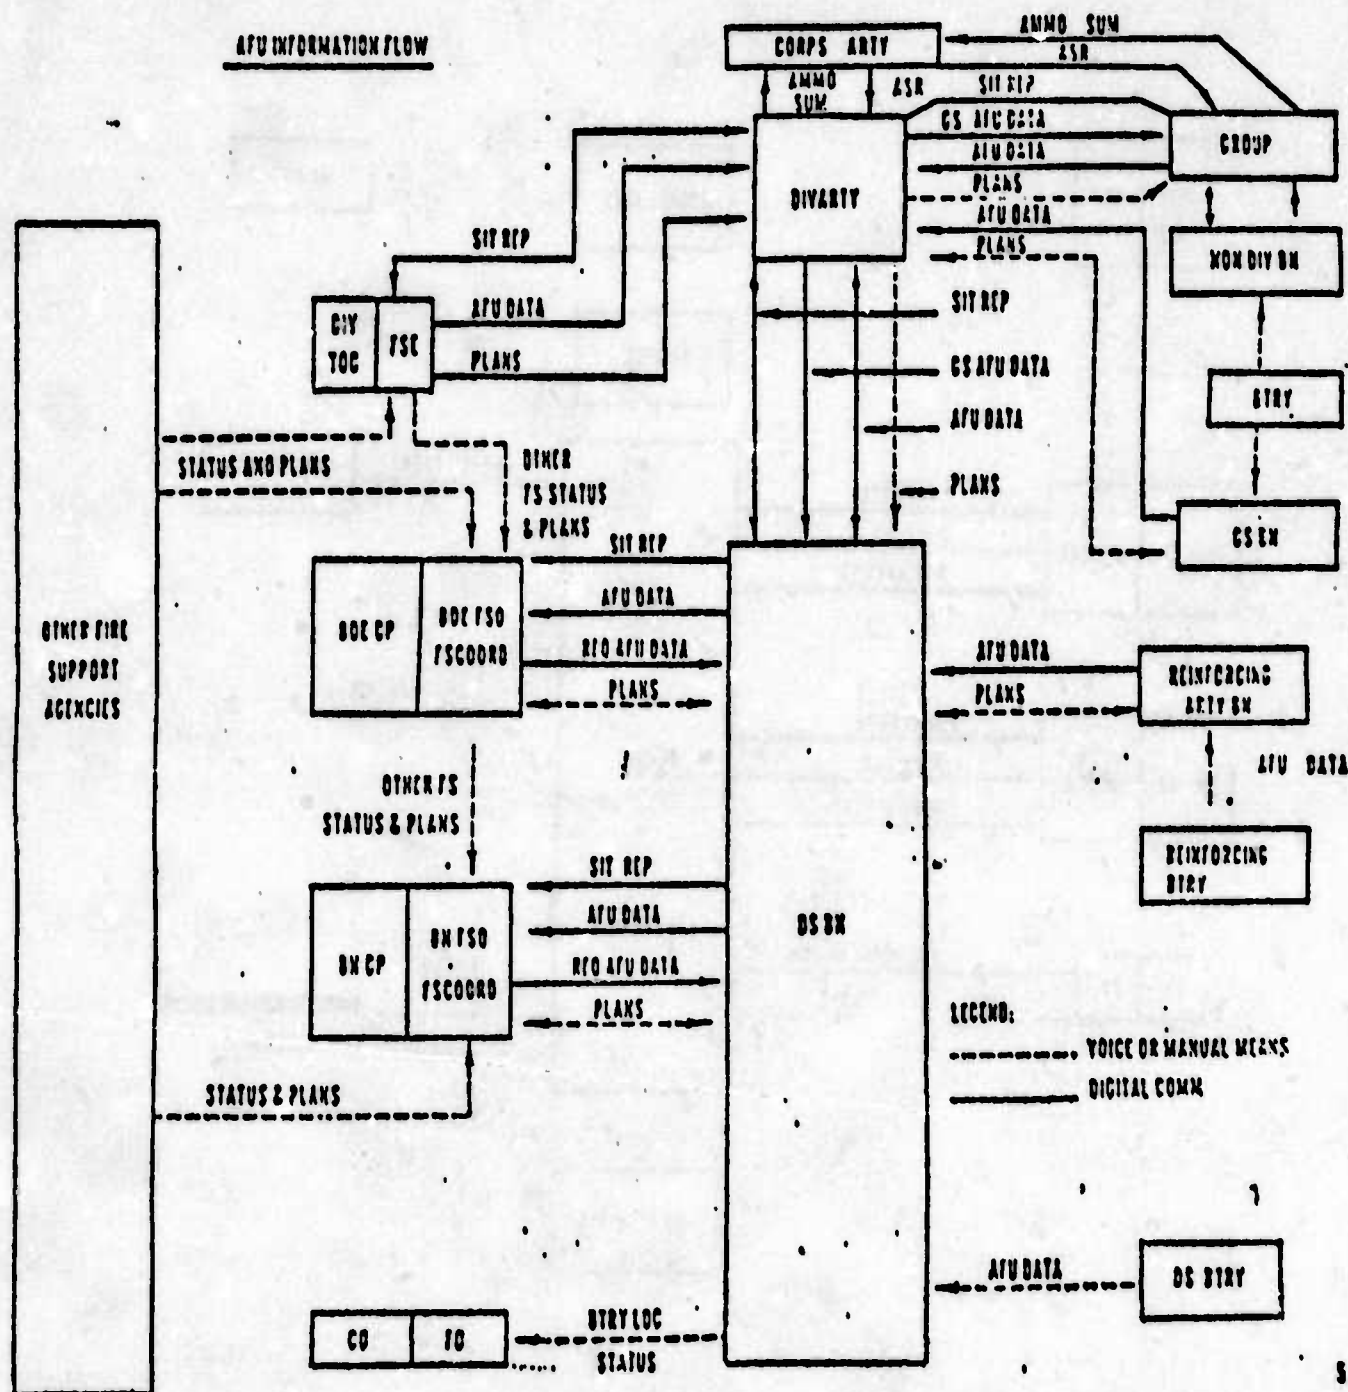 AFU INFORMATION FLOW
CORPS ARTY
AMMO SUM
ASR
AMMO
SUM
ASR
SIT REP
GS AFU DATA
AFU DATA
PLANS
GROUP
DIVARTY
AFU DATA
PLANS
NON DIV BN
SIT REP
SIT REP
DIV
TOC
FSE
AFU DATA
PLANS
GS AFU DATA
BTRY
AFU DATA
STATUS AND PLANS
OTHER
FS STATUS
& PLANS
PLANS
GS BN
OTHER FIRE
SUPPORT
AGENCIES
BDE CP
BDE FSO
FSCOORD
SIT REP
AFU DATA
REQ AFU DATA
PLANS
AFU DATA
PLANS
REINFORCING
ARTY BN
AFU DATA
OTHER FS
STATUS & PLANS
REINFORCING
BTRY
SIT REP
AFU DATA
REQ AFU DATA
PLANS
BN CP
BN FSO
FSCOORD
DS BN
LEGEND:
VOICE OR MANUAL MEANS
DIGITAL COMM
STATUS & PLANS
AFU DATA
DS BTRY
CO
FO
BTRY LOC
STATUS
5